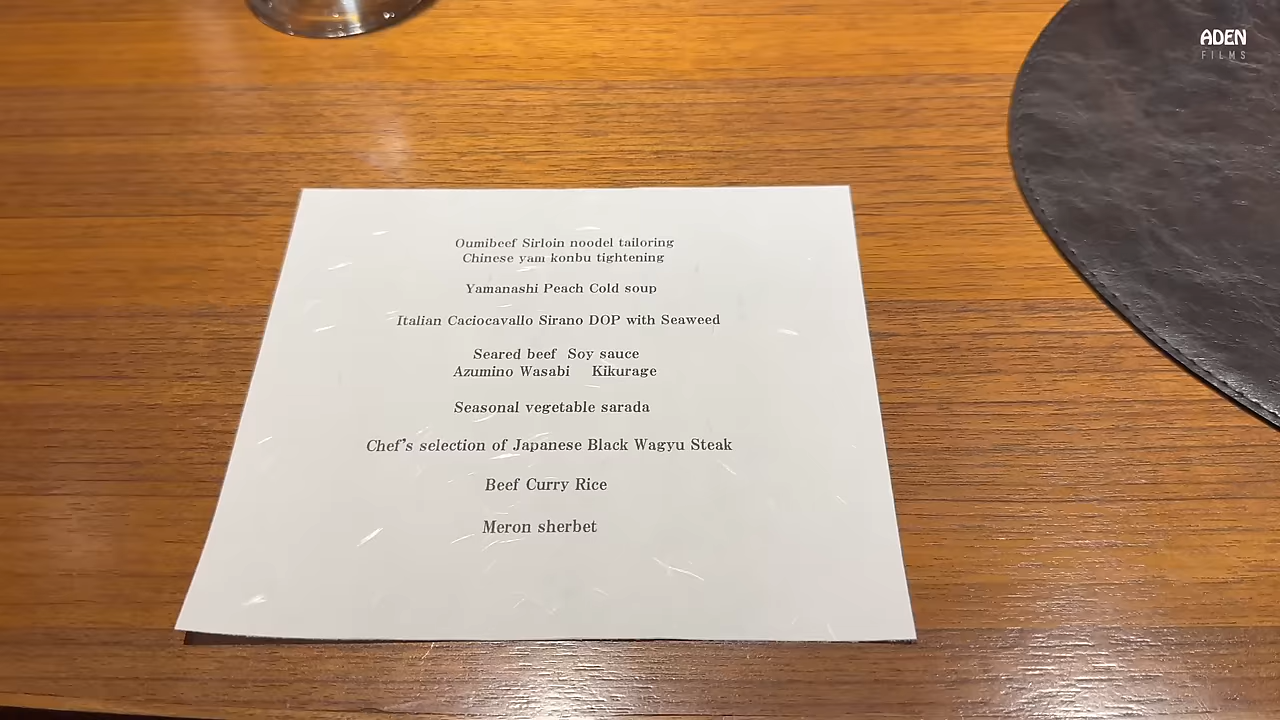 ADEN
FILMS
Oumibeef Sirloin noodel tailoring
Chinese yam konbu tightening
Yamanashi Peach Cold soup
Italian Caciocavallo Sirano DOP with Seaweed
Seared beef Soy sauce
Azumino Wasabi Kikurage
Seasonal vegetable sarada
Chef's selection of Japanese Black Wagyu Steak
Beef Curry Rice
Meron sherbet